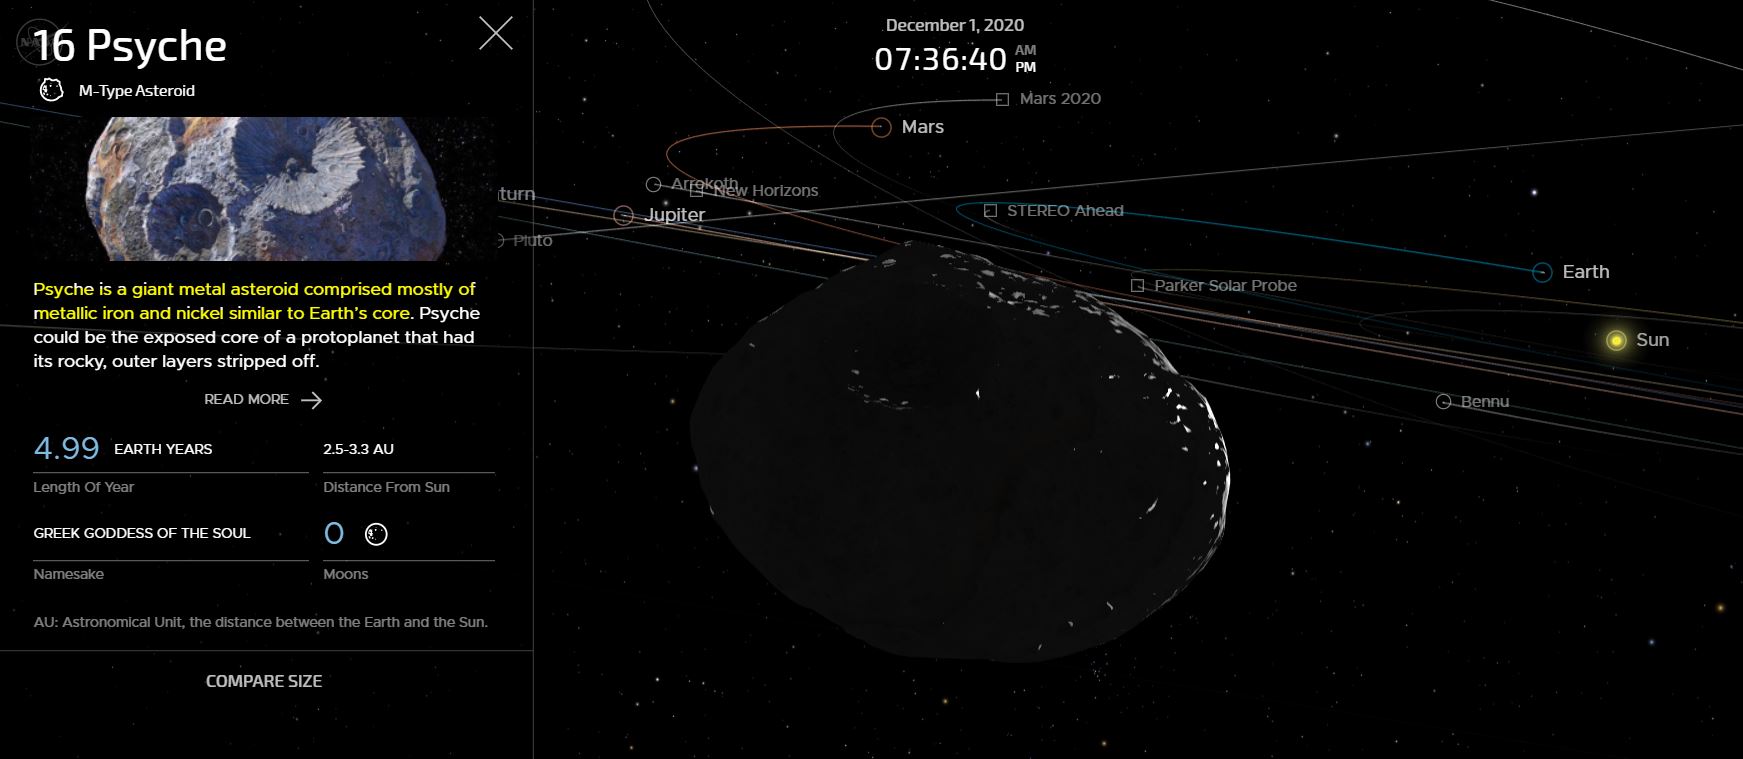 16 Psyche
M-Type Asteroid
Psyche is a giant metal asteroid comprised mostly of
metallic iron and nickel similar to Earth's core. Psyche
could be the exposed core of a protoplanet that had
its rocky, outer layers stripped off.
READ MORE
4.99 EARTH YEARS
Length Of Year
2.5-3.3 AU
Distance From Sun
GREEK GODDESS OF THE SOUL
Namesake
0
Moons
AU: Astronomical Unit, the distance between the Earth and the Sun.
COMPARE SIZE
December 1, 2020
07:36:40 AM
PM
Mars 2020
Mars
Arrokoth
New Horizons
turn
Jupiter
STEREO Ahead
Pluto
Earth
Parker Solar Probe
Sun
Bennu